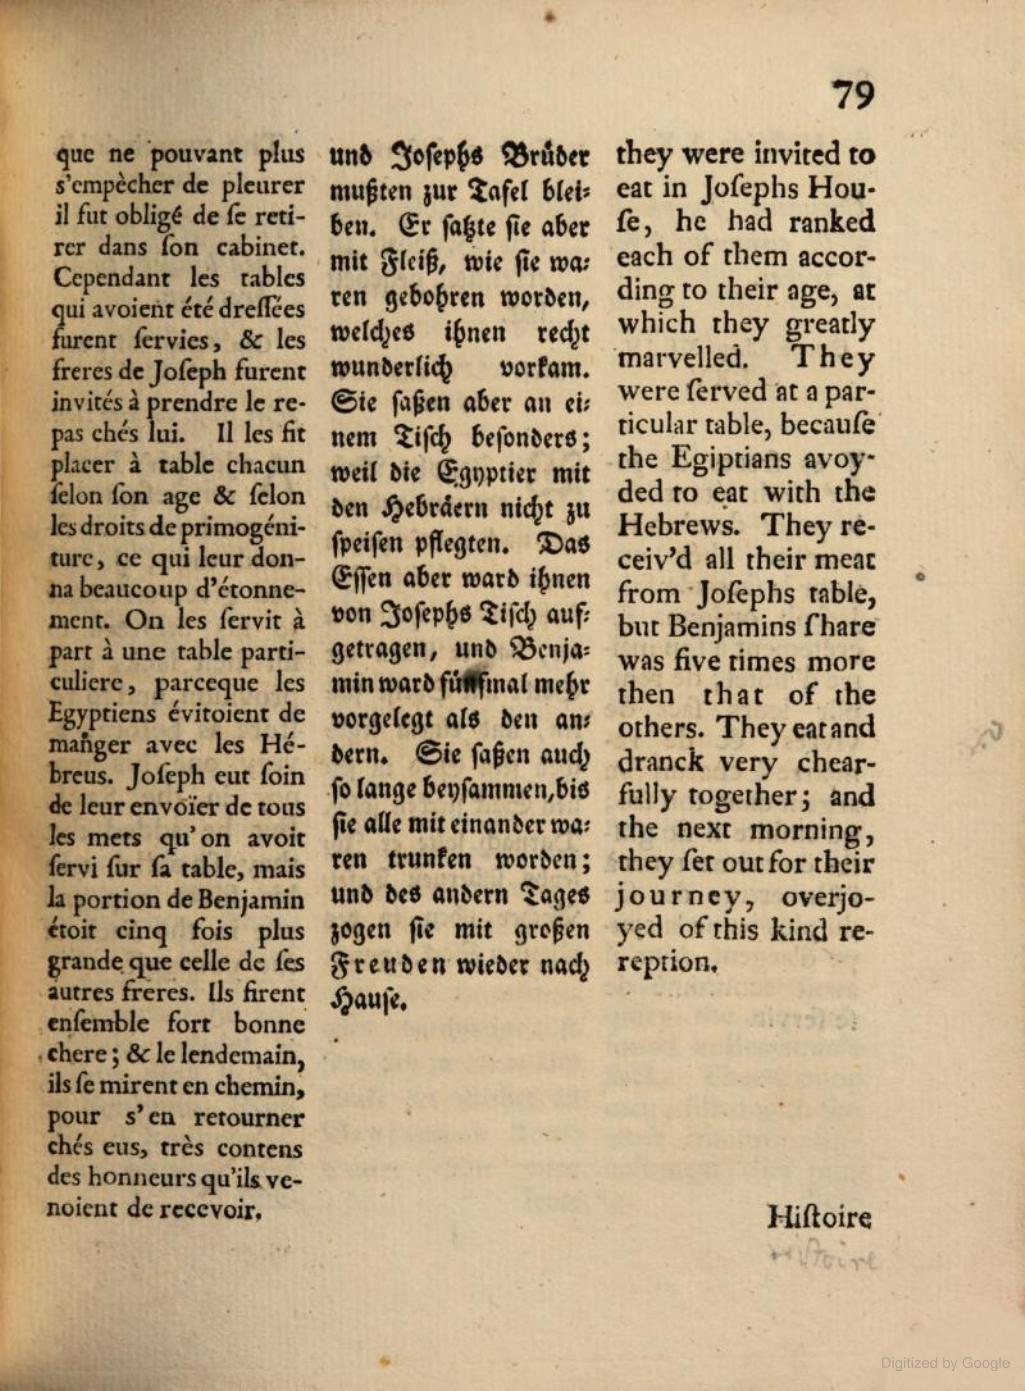 79
que ne pouvant plus
s'empècher de pleurer
il fut obligé de ſe reti-
rer dans ſon cabinet.
Cependant les tables
qui avoient été dreſſées
furent ſervies, & les
freres de Joſeph furent
invités à prendre le re-
pas chés lui. Il les fit
placer à table chacun
ſelon ſon age & ſelon
les droits de primogéni-
ture, ce qui leur don-
na beaucoup d'étonne-
ment. On les ſervit à
part à une table parti-
culiere, parceque les
Egyptiens évitoient de
manger avec les Hé-
breus. Joſeph eut ſoin
de leur envoïer de tous
les mets qu'on avoit
ſervi ſur ſa table, mais
la portion de Benjamin
étoit cinq fois plus
grande que celle de ſes
autres freres. Ils firent
enſemble fort bonne
chere; & le lendemain,
ils ſe mirent en chemin,
pour s'en retourner
chés eus, très contens
des honneurs qu'ils ve-
noient de recevoir.
und Joſephs Brůder
mußten zur Tafel blei-
ben. Er ſaßte ſie aber
mit Fleiß, wie ſie wa-
ren gebohren worden,
welches ihnen recht
wunderlich vorkam.
Sie ſaßen aber an ei-
nem Tiſch beſonders;
weil die Egyptier mit
den Hebråern nicht zu
ſpeiſen pflegten. Das
Eſſen aber ward ihnen
von Joſephs Tiſch auf-
getragen, und Benja-
min ward fünfmal mehr
vorgelegt als den an-
dern. Sie ſaßen auch
ſo lange beyſammen, bis
ſie alle mit einander wa-
ren trunken worden;
und des andern Tages
zogen ſie mit großen
Freuden wieder nach
Hauſe.
they were invited to
eat in Joſephs Hou-
ſe, he had ranked
each of them accor-
ding to their age, at
which they greatly
marvelled. They
were ſerved at a par-
ticular table, becauſe
the Egiptians avoy-
ded to eat with the
Hebrews. They re-
ceiv'd all their meat
from Joſephs table,
but Benjamins ſhare
was five times more
then that of the
others. They eat and
dranck very chear-
fully together; and
the next morning,
they ſet out for their
journey, overjo-
yed of this kind re-
reption.
Hiſtoire
Histoire
Digitized by Google